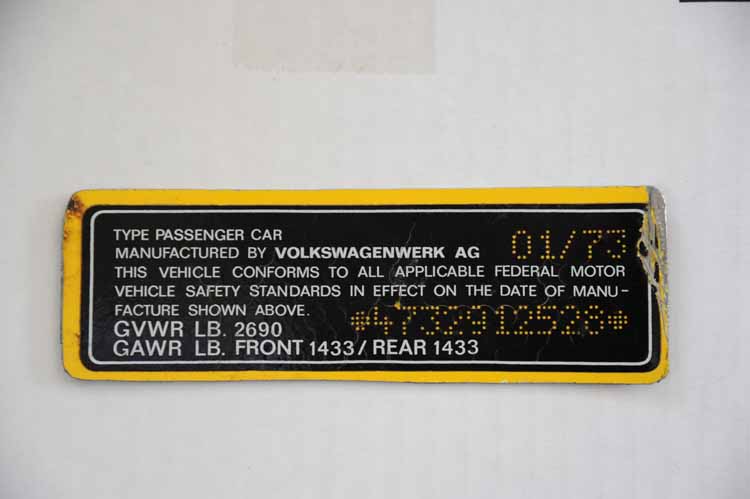 TYPE PASSENGER CAR
MANUFACTURED BY VOLKSWAGENWERK AG 01/73
THIS VEHICLE CONFORMS TO ALL APPLICABLE FEDERAL MOTOR
VEHICLE SAFETY STANDARDS IN EFFECT ON THE DATE OF MANU-
FACTURE SHOWN ABOVE.
GVWR LB. 2690 *4732912528*
GAWR LB. FRONT 1433/ REAR 1433